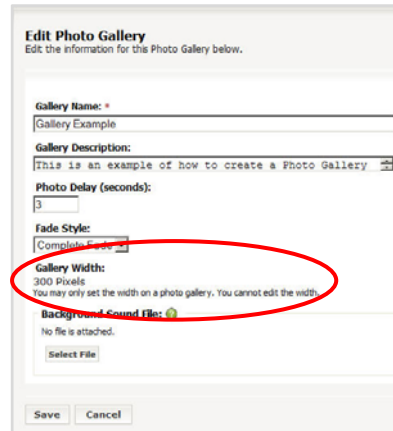 Edit Photo Gallery
Edit the information for this Photo Gallery below.
Gallery Name: *
Gallery Example
Gallery Description:
This is an example of how to create a Photo Gallery
Photo Delay (seconds):
3
Fade Style:
Complete Fade
Gallery Width:
300 Pixels
You may only set the width on a photo gallery. You cannot edit the width.
Background Sound File:
No file is attached.
Select File
Save Cancel